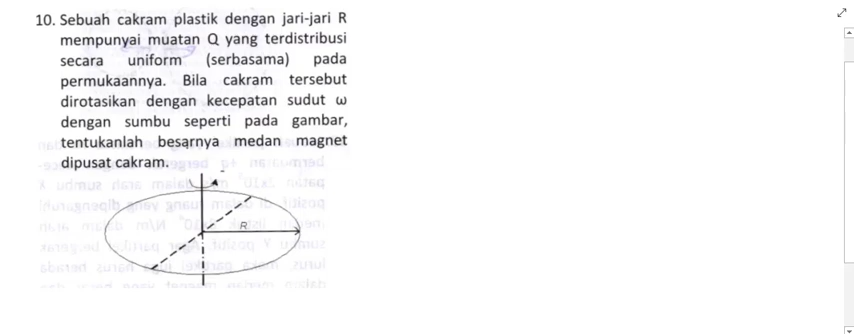 10. Sebuah cakram plastik dengan jari-jari R
mempunyai muatan Q yang terdistribusi
secara uniform (serbasama) pada
permukaannya. Bila cakram tersebut
dirotasikan dengan kecepatan sudut ω
dengan sumbu seperti pada gambar,
tentukanlah besarnya medan magnet
dipusat cakram.
R